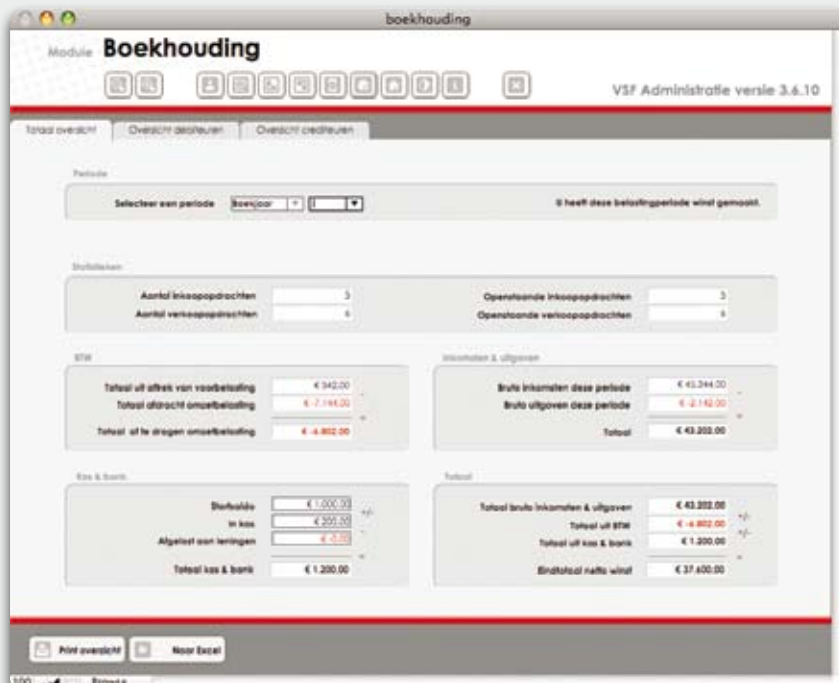 boekhouding
Module Boekhouding
VSF Administratie versie 3.6.10
Totaal overzicht Overzicht debiteuren Overzicht crediteuren
Periode
Selecteer een periode Boekjaar 1 U heeft deze belastingperiode winst gemaakt.
Statistieken
Aantal inkoopopdrachten 3 Openstaande inkoopopdrachten 3
Aantal verkoopopdrachten 6 Openstaande verkoopopdrachten 6
BTW Inkomsten & uitgaven
Totaal uit aftrek van voorbelasting € 342,00 - Bruto inkomsten deze periode € 45.344,00 -
Totaal afdracht omzetbelasting € -7.144,00 = Bruto uitgaven deze periode € -2.142,00 =
Totaal af te dragen omzetbelasting € -6.802,00 Totaal € 43.202,00
Kas & bank Totaal
Startsaldo € 1.000,00 +/- Totaal bruto inkomsten & uitgaven € 43.202,00 +/-
In kas € 200,00 - Totaal uit BTW € -6.802,00 +/-
Afgelost aan leningen € -0,00 = Totaal uit kas & bank € 1.200,00 =
Totaal kas & bank € 1.200,00 Eindtotaal netto winst € 37.600,00
Print overzicht Naar Excel
100 Browse